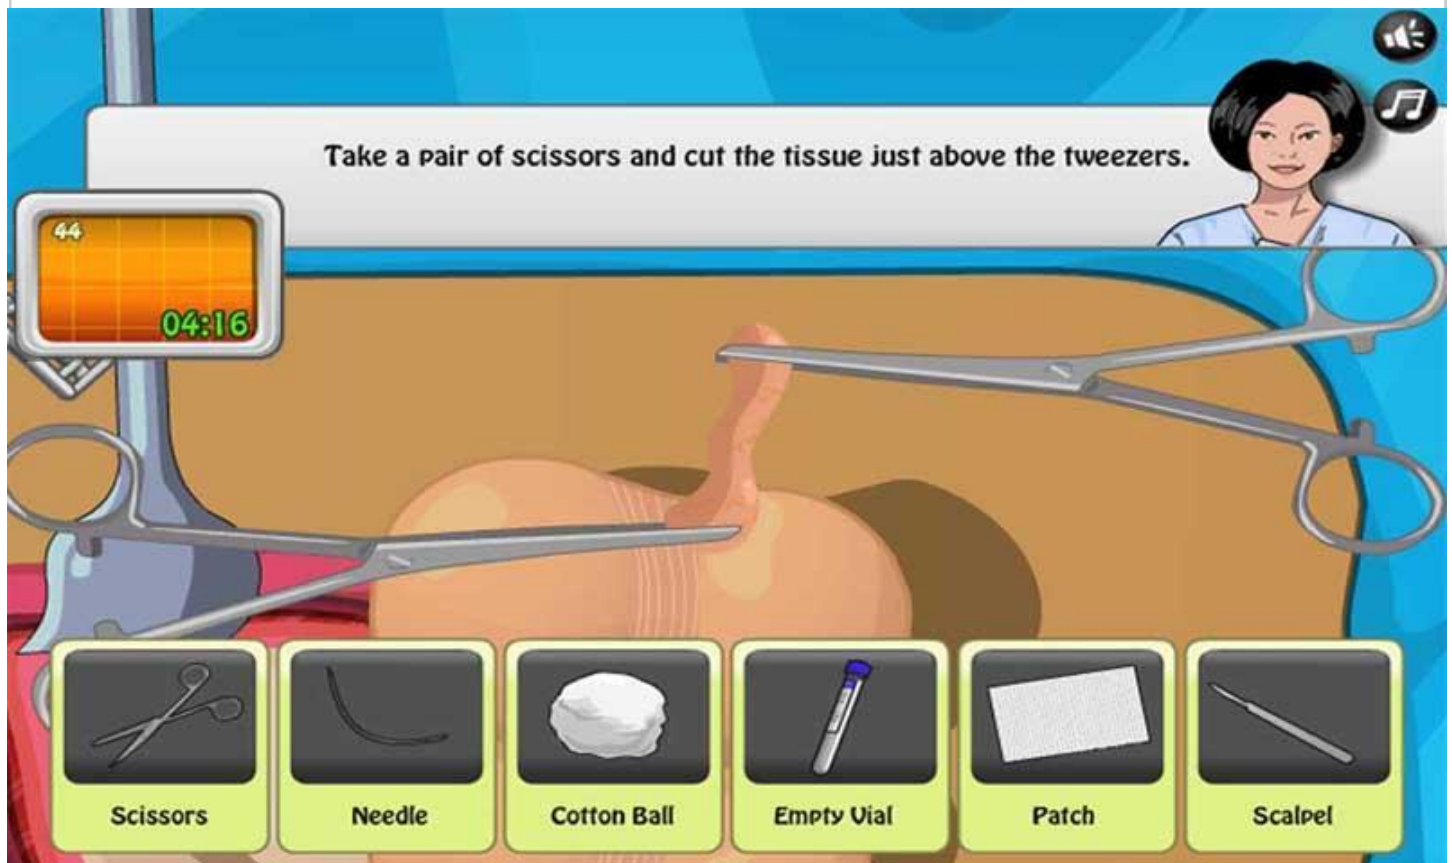 Take a pair of scissors and cut the tissue just above the tweezers.
44
04:16
Scissors
Needle
Cotton Ball
Empty Vial
Patch
Scalpel